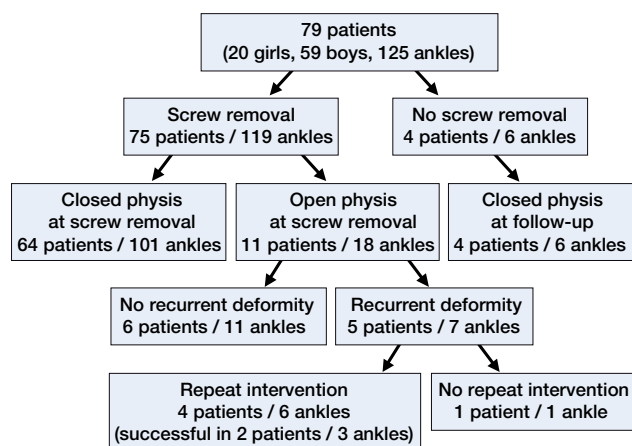 79 patients
(20 girls, 59 boys, 125 ankles)
Screw removal
75 patients / 119 ankles
No screw removal
4 patients / 6 ankles
Closed physis
at screw removal
64 patients / 101 ankles
Open physis
at screw removal
11 patients / 18 ankles
Closed physis
at follow-up
4 patients / 6 ankles
No recurrent deformity
6 patients / 11 ankles
Recurrent deformity
5 patients / 7 ankles
Repeat intervention
4 patients / 6 ankles
(successful in 2 patients / 3 ankles)
No repeat intervention
1 patient / 1 ankle